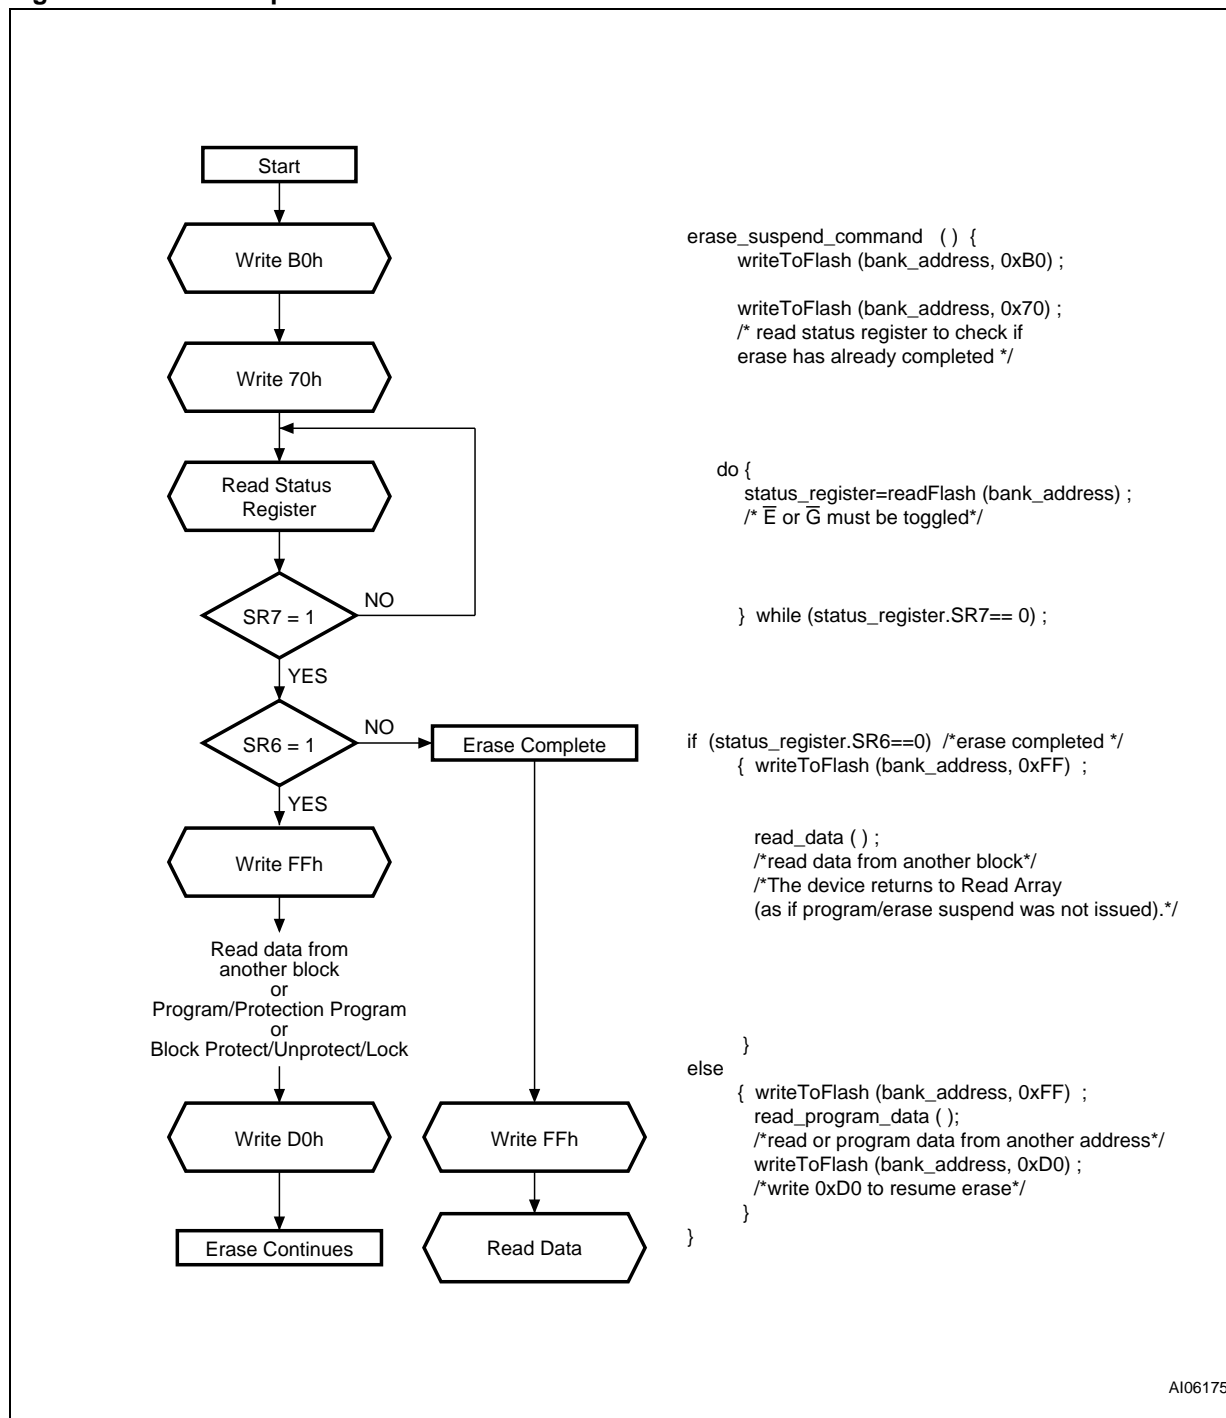 Start
Write B0h
Write 70h
Read Status
Register
SR7 = 1
NO
YES
SR6 = 1
NO
Erase Complete
YES
Write FFh
Read data from
another block
or
Program/Protection Program
or
Block Protect/Unprotect/Lock
Write D0h
Write FFh
Erase Continues
Read Data
erase_suspend_command ( ) {
writeToFlash (bank_address, 0xB0) ;
writeToFlash (bank_address, 0x70) ;
/* read status register to check if
erase has already completed */
do {
status_register=readFlash (bank_address) ;
/* E̅ or G̅ must be toggled*/
} while (status_register.SR7== 0) ;
if (status_register.SR6==0) /*erase completed */
{ writeToFlash (bank_address, 0xFF) ;
read_data ( ) ;
/*read data from another block*/
/*The device returns to Read Array
(as if program/erase suspend was not issued).*/
}
else
{ writeToFlash (bank_address, 0xFF) ;
read_program_data ( );
/*read or program data from another address*/
writeToFlash (bank_address, 0xD0) ;
/*write 0xD0 to resume erase*/
}
}
AI06175